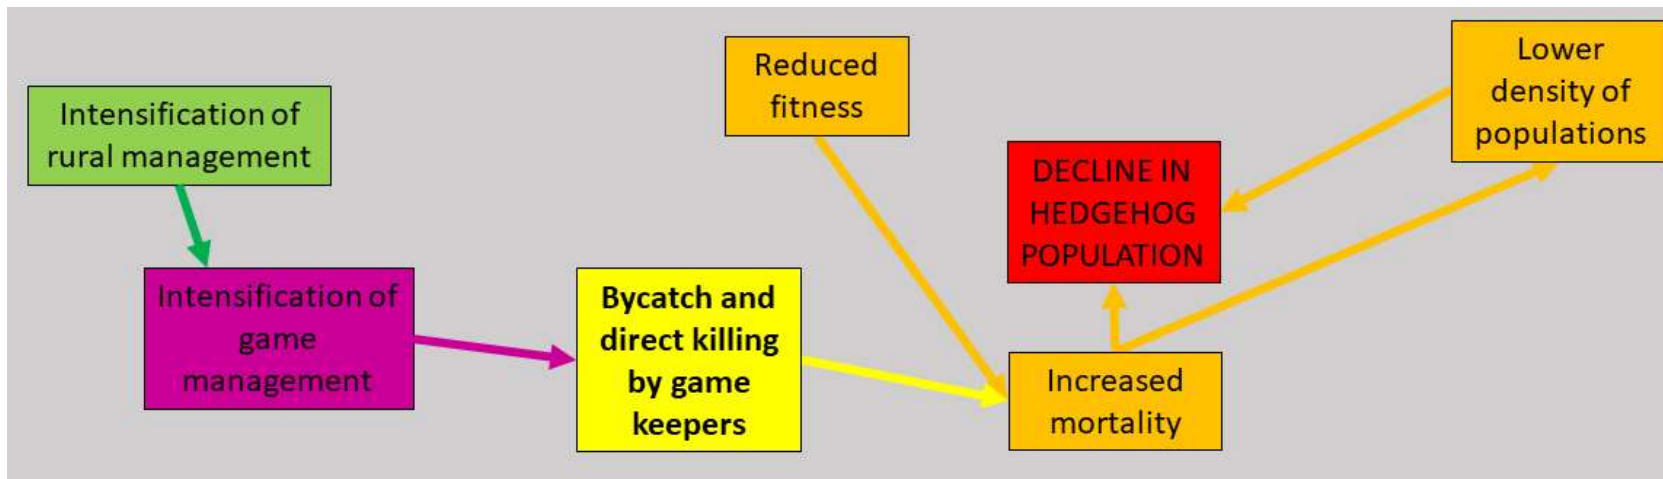 Intensification of
rural management
Intensification of
game
management
Bycatch and
direct killing
by game
keepers
Reduced
fitness
DECLINE IN
HEDGEHOG
POPULATION
Increased
mortality
Lower
density of
populations